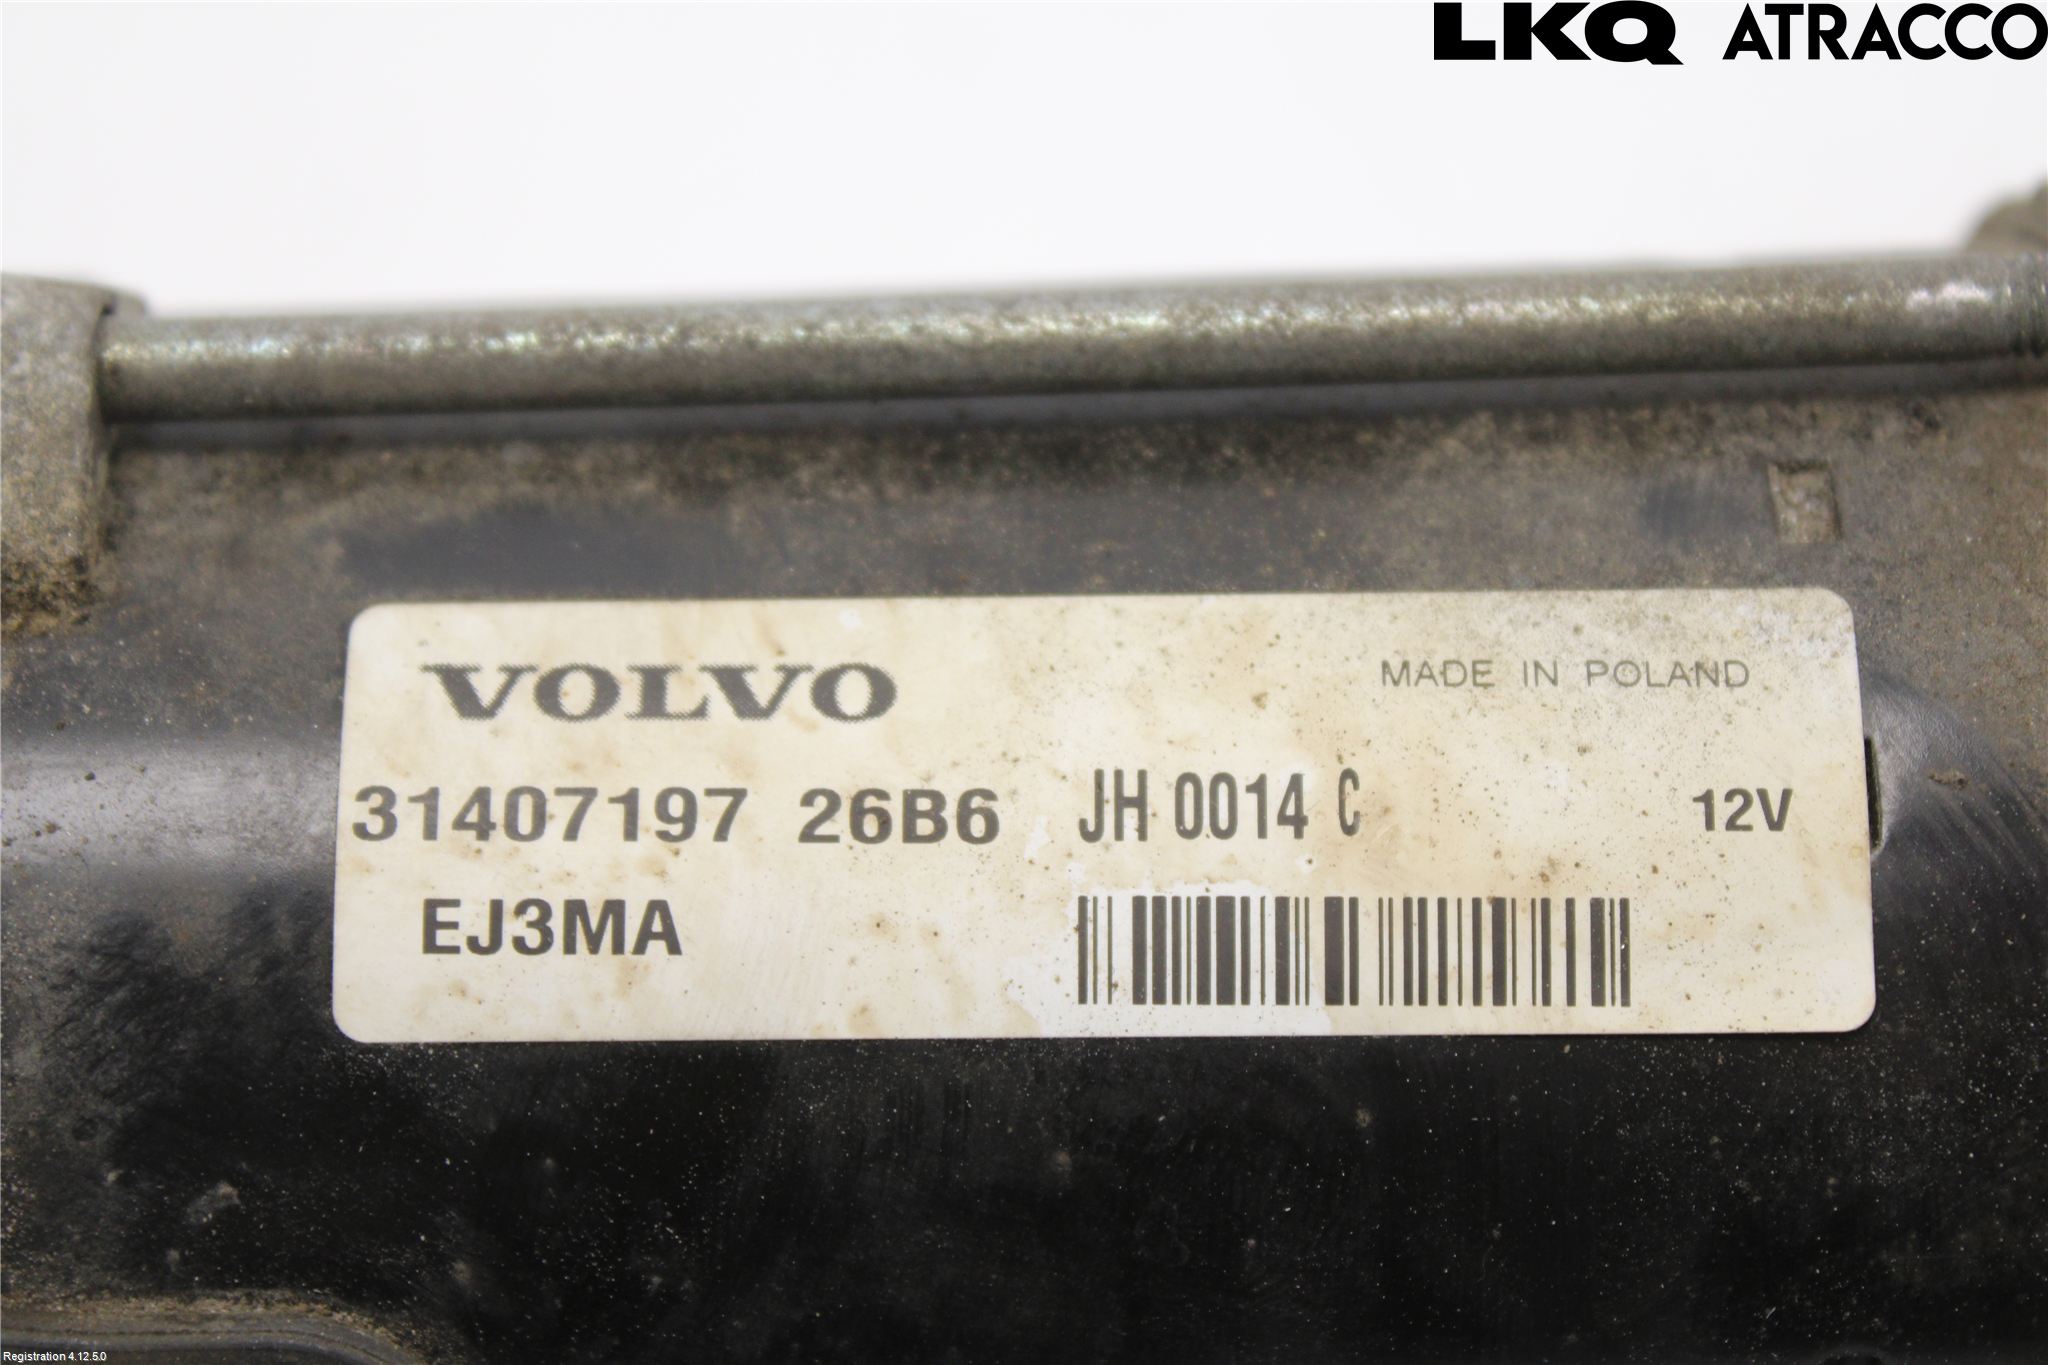 LKQ ATRACCO
VOLVO MADE IN POLAND
31407197 26B6 JH 0014 C 12V
EJ3MA
Registration 4.12.5.0